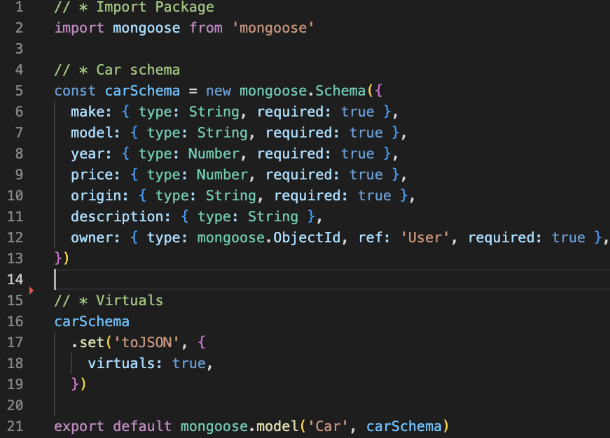 1 // * Import Package
2 import mongoose from 'mongoose'
3
4 // * Car schema
5 const carSchema = new mongoose.Schema({
6   make: { type: String, required: true },
7   model: { type: String, required: true },
8   year: { type: Number, required: true },
9   price: { type: Number, required: true },
10   origin: { type: String, required: true },
11   description: { type: String },
12   owner: { type: mongoose.ObjectId, ref: 'User', required: true },
13 })
14
15 // * Virtuals
16 carSchema
17   .set('toJSON', {
18     virtuals: true,
19   })
20
21 export default mongoose.model('Car', carSchema)